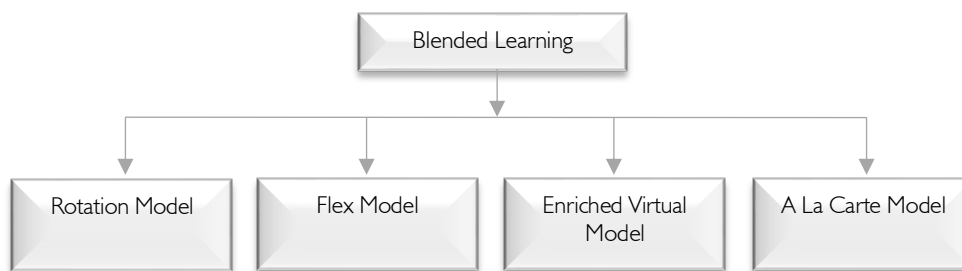 Blended Learning
Rotation Model
Flex Model
Enriched Virtual
Model
A La Carte Model